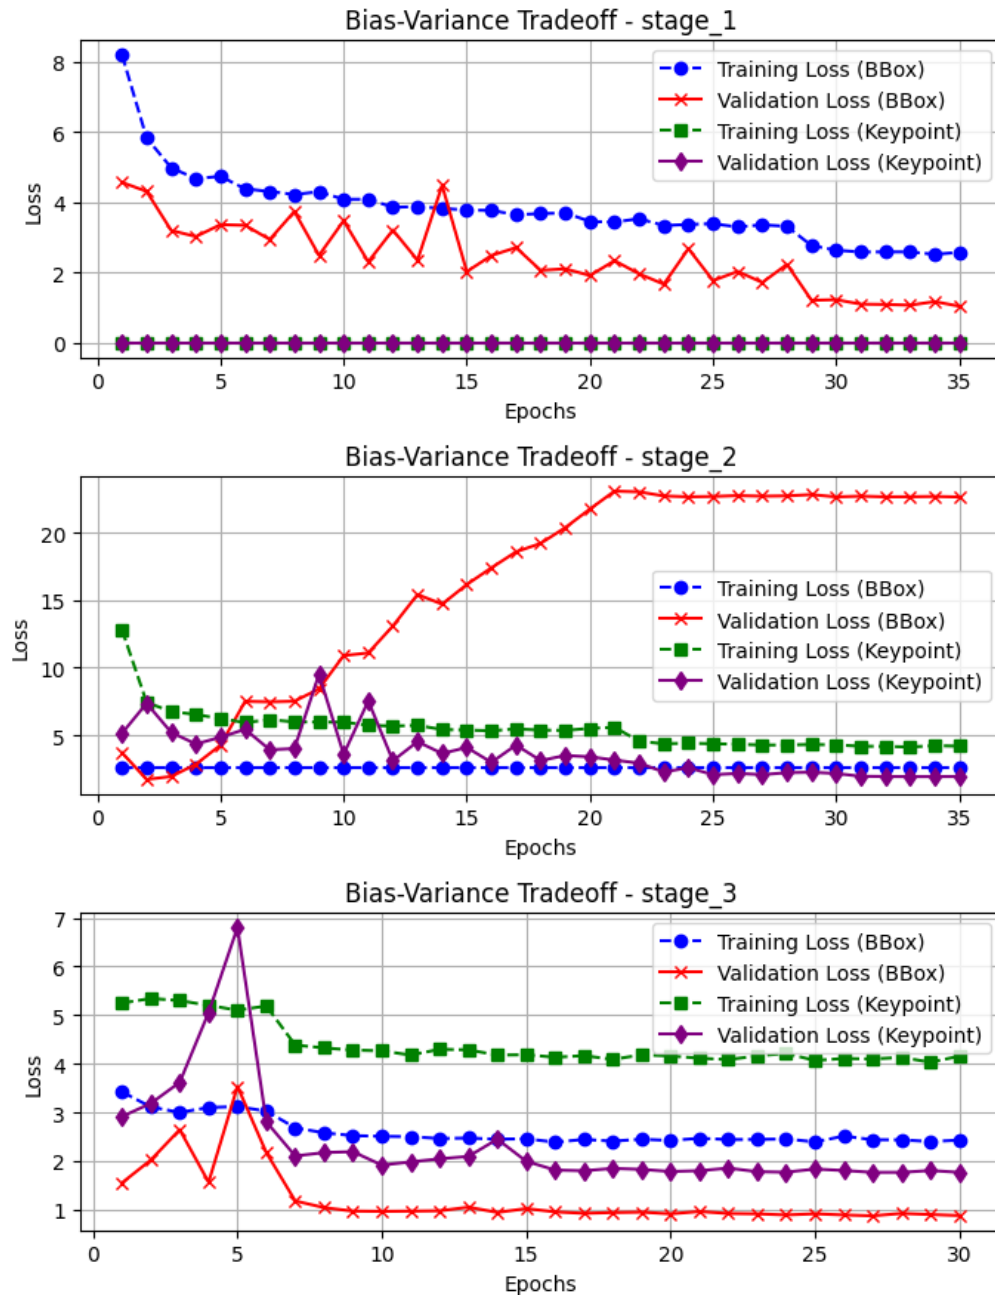 Bias-Variance Tradeoff - stage_1
Loss
8
6
4
2
0
Training Loss (BBox)
Validation Loss (BBox)
Training Loss (Keypoint)
Validation Loss (Keypoint)
0 5 10 15 20 25 30 35
Epochs
Bias-Variance Tradeoff - stage_2
Loss
20
15
10
5
Training Loss (BBox)
Validation Loss (BBox)
Training Loss (Keypoint)
Validation Loss (Keypoint)
0 5 10 15 20 25 30 35
Epochs
Bias-Variance Tradeoff - stage_3
Loss
7
6
5
4
3
2
1
Training Loss (BBox)
Validation Loss (BBox)
Training Loss (Keypoint)
Validation Loss (Keypoint)
0 5 10 15 20 25 30
Epochs